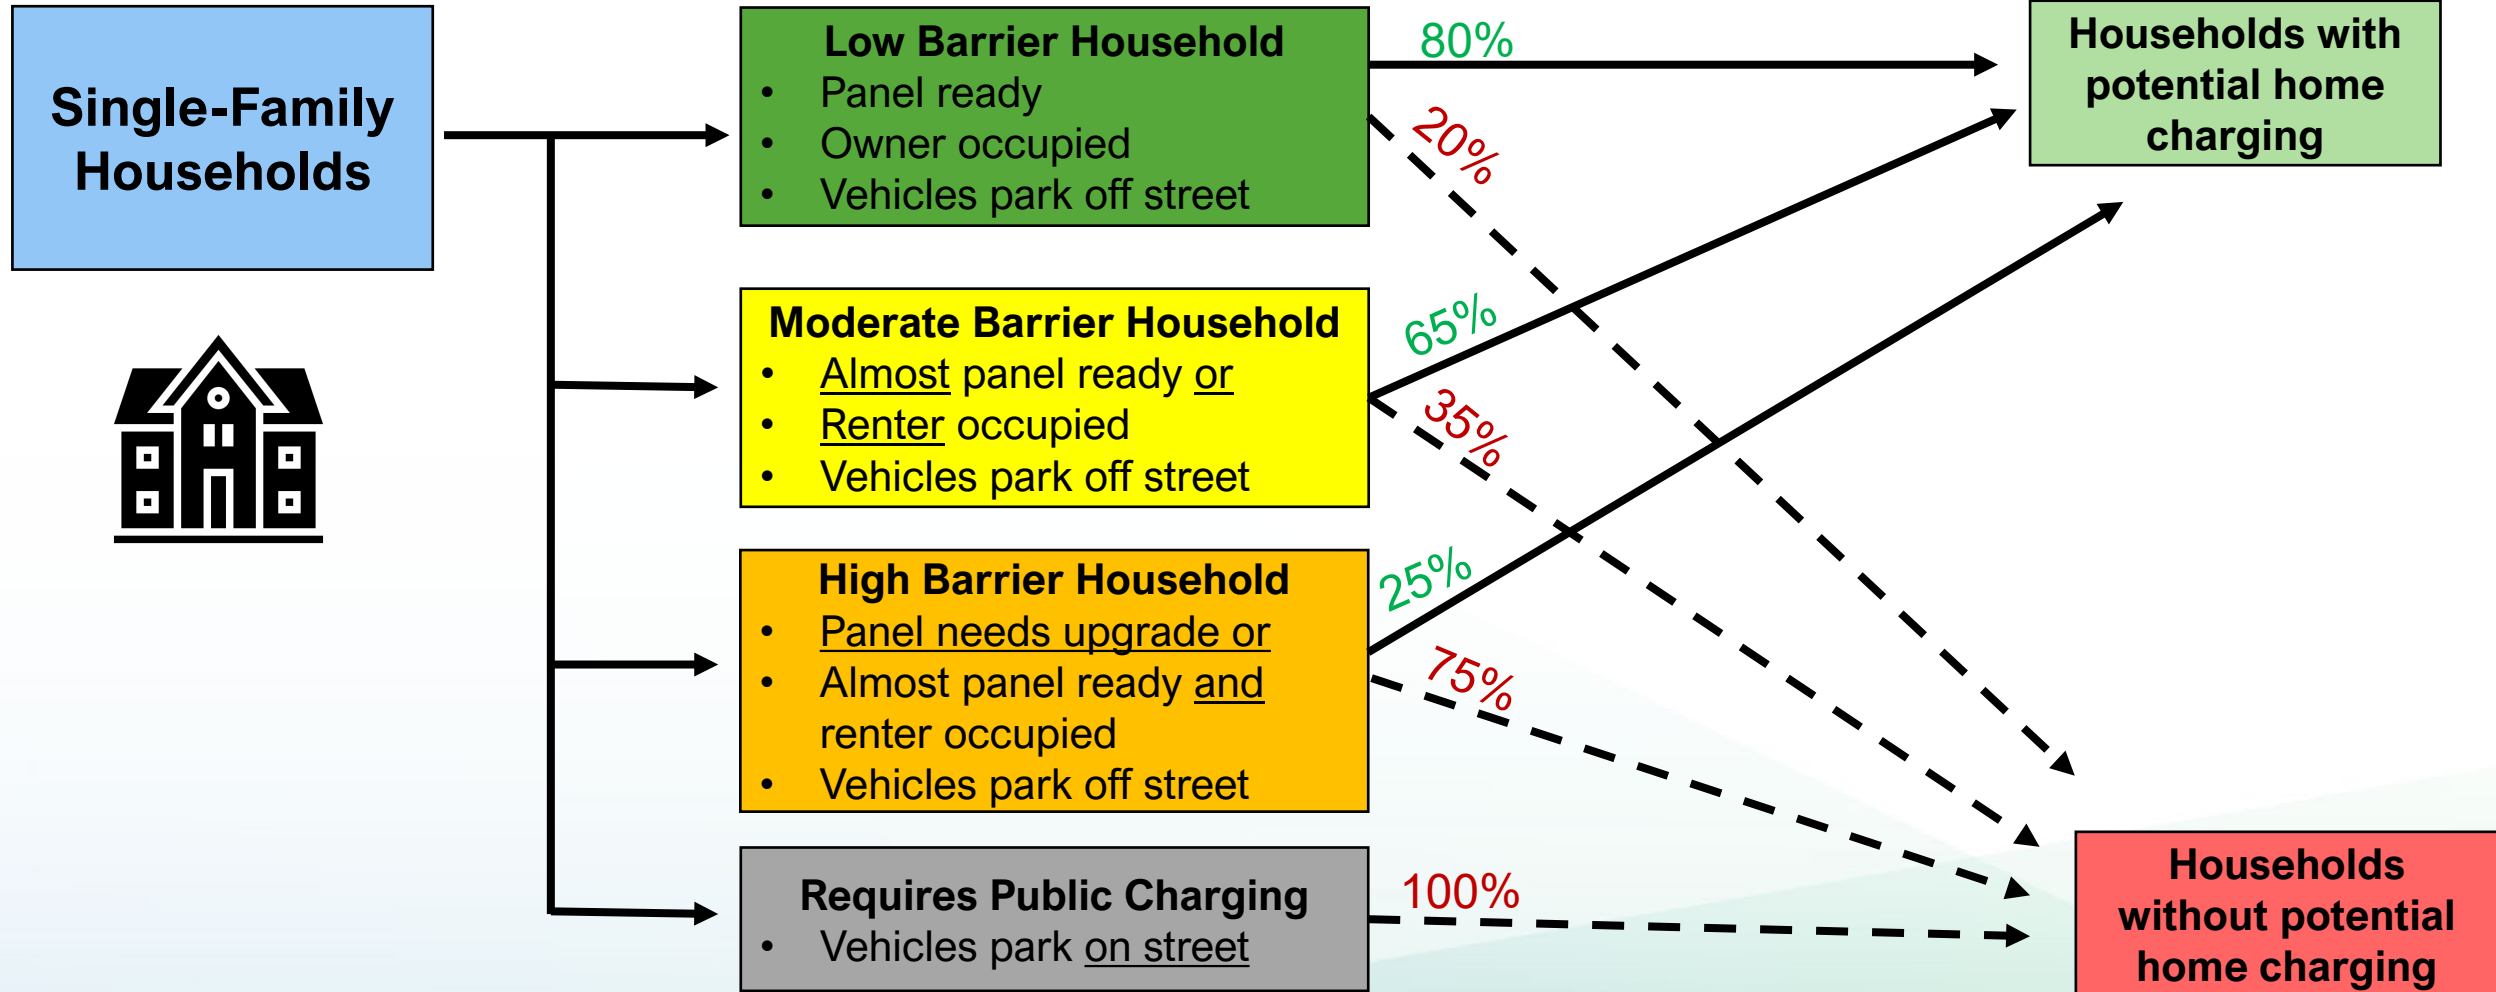 Single-Family
Households
Low Barrier Household
• Panel ready
• Owner occupied
• Vehicles park off street
Moderate Barrier Household
• Almost panel ready or
• Renter occupied
• Vehicles park off street
High Barrier Household
• Panel needs upgrade or
• Almost panel ready and
renter occupied
• Vehicles park off street
Requires Public Charging
• Vehicles park on street
80%
20%
65%
35%
25%
75%
100%
Households with
potential home
charging
Households
without potential
home charging